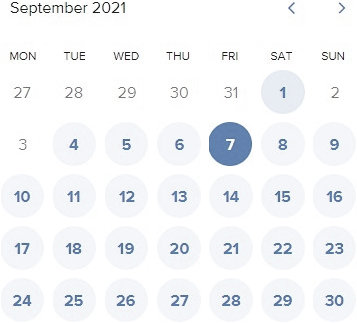 September 2021
MON TUE WED THU FRI SAT SUN
27 28 29 30 31 1 2
3 4 5 6 7 8 9
10 11 12 13 14 15 16
17 18 19 20 21 22 23
24 25 26 27 28 29 30